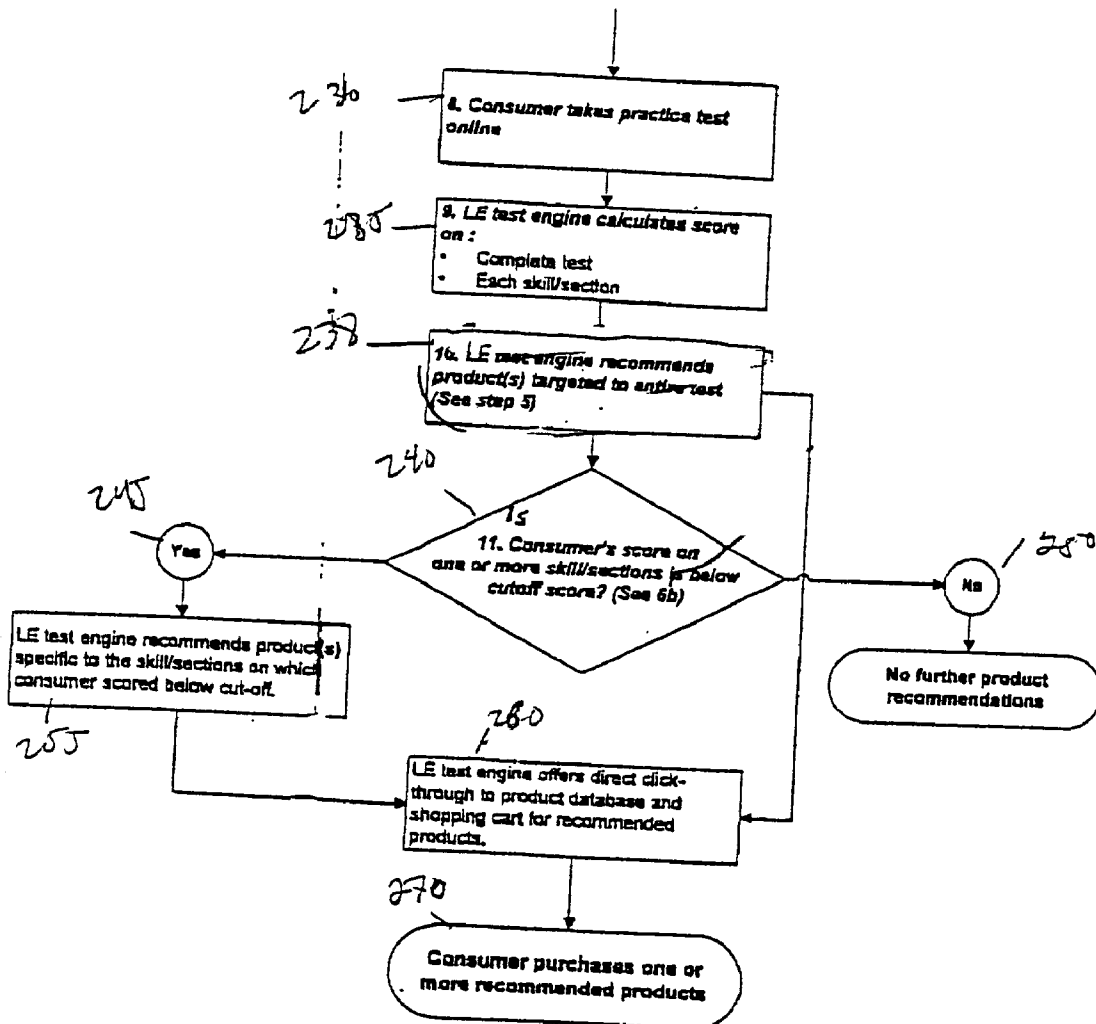 230
8. Consumer takes practice test
online
235
9. LE test engine calculates score
on :
• Complete test
• Each skill/section
238
10. LE test engine recommends
product(s) targeted to entire test
(See step 5)
240
Is
11. Consumer's score on
one or more skill/sections is below
cutoff score? (See 6b)
245
Yes
250
No
LE test engine recommends product(s)
specific to the skill/sections on which
consumer scored below cut-off.
255
No further product
recommendations
260
LE test engine offers direct click-
through to product database and
shopping cart for recommended
products.
270
Consumer purchases one or
more recommended products